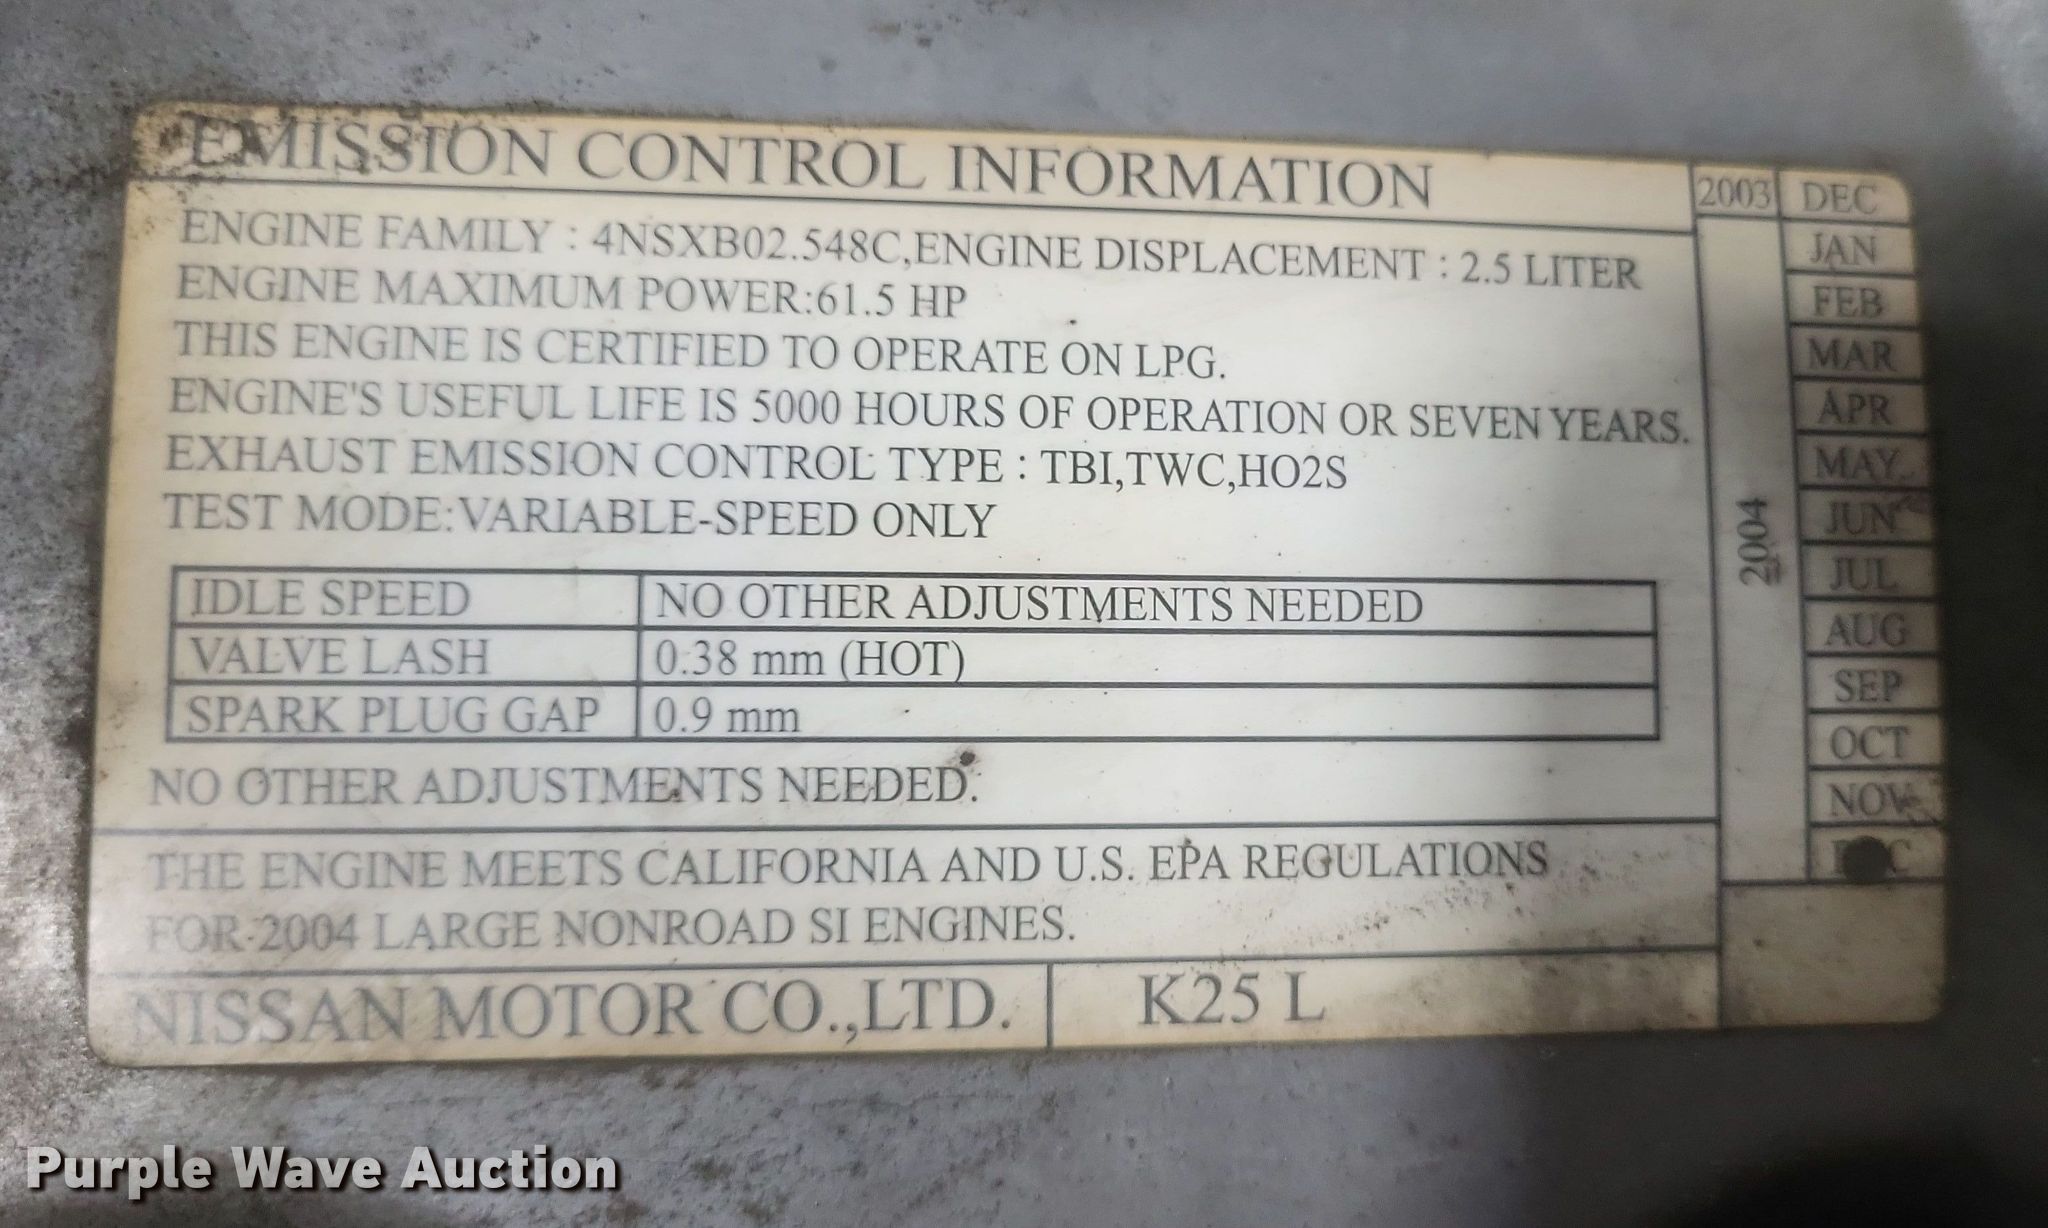 EMISSION CONTROL INFORMATION
ENGINE FAMILY : 4NSXB02.548C,ENGINE DISPLACEMENT : 2.5 LITER
ENGINE MAXIMUM POWER:61.5 HP
THIS ENGINE IS CERTIFIED TO OPERATE ON LPG.
ENGINE'S USEFUL LIFE IS 5000 HOURS OF OPERATION OR SEVEN YEARS.
EXHAUST EMISSION CONTROL TYPE : TBI,TWC,HO2S
TEST MODE:VARIABLE-SPEED ONLY
IDLE SPEED NO OTHER ADJUSTMENTS NEEDED
VALVE LASH 0.38 mm (HOT)
SPARK PLUG GAP 0.9 mm
NO OTHER ADJUSTMENTS NEEDED.
THE ENGINE MEETS CALIFORNIA AND U.S. EPA REGULATIONS
FOR 2004 LARGE NONROAD SI ENGINES.
NISSAN MOTOR CO.,LTD. K25 L
2003 DEC
2004
JAN
FEB
MAR
APR
MAY
JUN
JUL
AUG
SEP
OCT
NOV
DEC
Purple Wave Auction